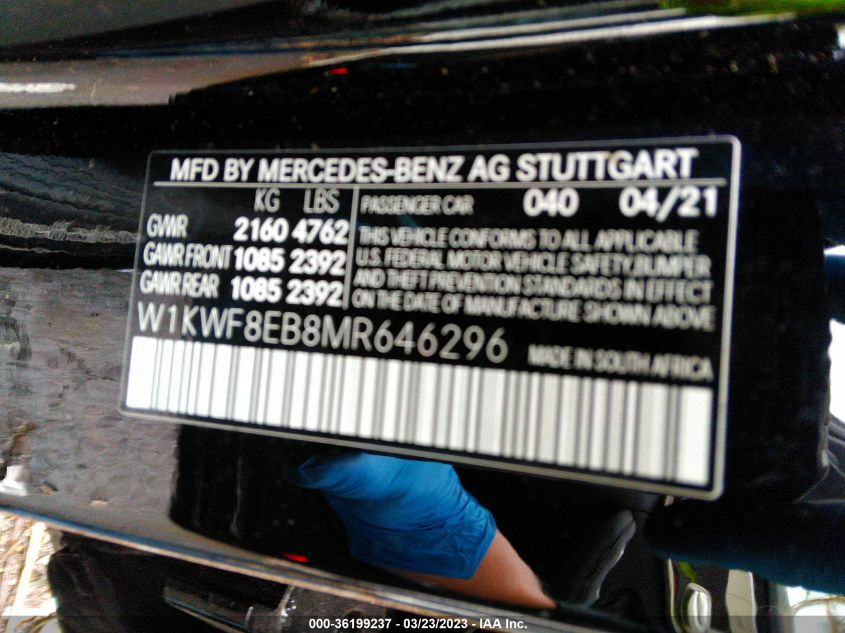 MFD BY MERCEDES-BENZ AG STUTTGART
KG LBS
GVWR 2160 4762
GAWR FRONT 1085 2392
GAWR REAR 1085 2392
PASSENGER CAR 040 04/21
THIS VEHICLE CONFORMS TO ALL APPLICABLE
U.S. FEDERAL MOTOR VEHICLE SAFETY, BUMPER
AND THEFT PREVENTION STANDARDS IN EFFECT
ON THE DATE OF MANUFACTURE SHOWN ABOVE
W1KWF8EB8MR646296
MADE IN SOUTH AFRICA
000-36199237 - 03/23/2023 - IAA Inc.